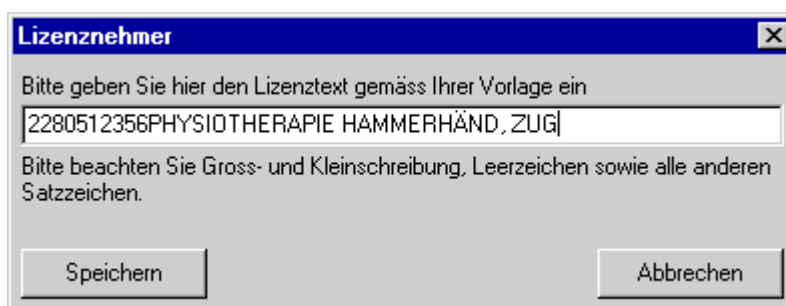 Lizenznehmer
Bitte geben Sie hier den Lizenztext gemäss Ihrer Vorlage ein
2280512356PHYSIOTHERAPIE HAMMERHÄND, ZUG
Bitte beachten Sie Gross- und Kleinschreibung, Leerzeichen sowie alle anderen
Satzzeichen.
Speichern
Abbrechen